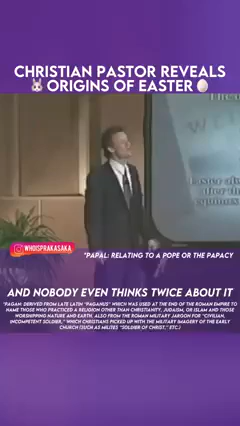 CHRISTIAN PASTOR REVEALS
🐰ORIGINS OF EASTER🥚
Easter
after the
equinox
WHOISPRAKASAKA
*PAPAL: RELATING TO A POPE OR THE PAPACY
AND NOBODY EVEN THINKS TWICE ABOUT IT
*PAGAN DERIVED FROM LATE LATIN "PAGANUS" WHICH WAS USED AT THE END OF THE ROMAN EMPIRE TO
NAME THOSE WHO PRACTICED A RELIGION OTHER THAN CHRISTIANITY, JUDAISM, OR ISLAM AND THOSE
WORSHIPPING NATURE AND EARTH. ALSO FROM THE ROMAN MILITARY JARGON FOR "CIVILIAN,
INCOMPETENT SOLDIER," WHICH CHRISTIANS PICKED UP WITH THE MILITARY IMAGERY OF THE EARLY
CHURCH (SUCH AS MILITES "SOLDIER OF CHRIST," ETC.)